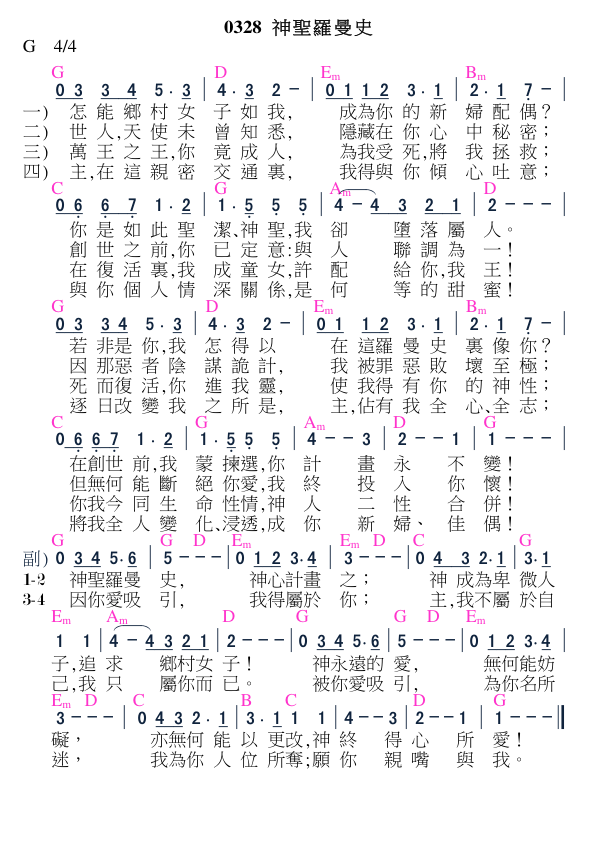 0328 神聖羅曼史
G 4/4
G D Em Bm
0 3 3 4 5· 3 | 4· 3 2 − | 0 1 1 2 3· 1 | 2· 1 7 − |
一) 怎能鄉村女子如我, 成為你的新婦配偶?
二) 世人,天使未曾知悉, 隱藏在你心中秘密;
三) 萬王之王,你竟成人, 為我受死,將我拯救;
四) 主,在這親密交通裏, 我得與你傾心吐意;
C G Am D
0 6 6 7 1· 2 | 1· 5 5 5 | 4 − 4 3 2 1 | 2 − − − |
你是如此聖潔、神聖,我卻墮落屬人。
創世之前,你已定意:與人聯調為一!
在復活裏,我成童女,許配給你,我王!
與你個人情深關係,是何等的甜蜜!
G D Em Bm
0 3 3 4 5· 3 | 4· 3 2 − | 0 1 1 2 3· 1 | 2· 1 7 − |
若非是你,我怎得以在這羅曼史裏像你?
因那惡者陰謀詭計, 我被罪惡敗壞至極;
死而復活,你進我靈, 使我得有你的神性;
逐日改變我之所是, 主,佔有我全心、全志;
C G Am D G
0 6 6 7 1· 2 | 1· 5 5 5 | 4 − − 3 | 2 − − 1 | 1 − − − |
在創世前,我蒙揀選,你計畫永不變!
但無何能斷絕你愛,我終投入你懷!
你我今同生命性情,神人二性合併!
將我全人變化、浸透,成你新婦、佳偶!
G G D Em Em D C G
副) 0 3 4 5· 6 | 5 − − − | 0 1 2 3· 4 | 3 − − − | 0 4 3 2· 1 | 3· 1
1-2 神聖羅曼史, 神心計畫之; 神成為卑微人
3-4 因你愛吸引, 我得屬於你; 主,我不屬於自
Em Am D G G D Em
1 1 | 4 − 4 3 2 1 | 2 − − − | 0 3 4 5· 6 | 5 − − − | 0 1 2 3· 4 |
子,追求鄉村女子! 神永遠的愛, 無何能妨
己,我只屬你而已。 被你愛吸引, 為你名所
Em D C B C D G
3 − − − | 0 4 3 2· 1 | 3· 1 1 1 | 4 − − 3 | 2 − − 1 | 1 − − − ‖
礙, 亦無何能以更改,神終得心所愛!
迷, 我為你人位所奪;願你親嘴與我。